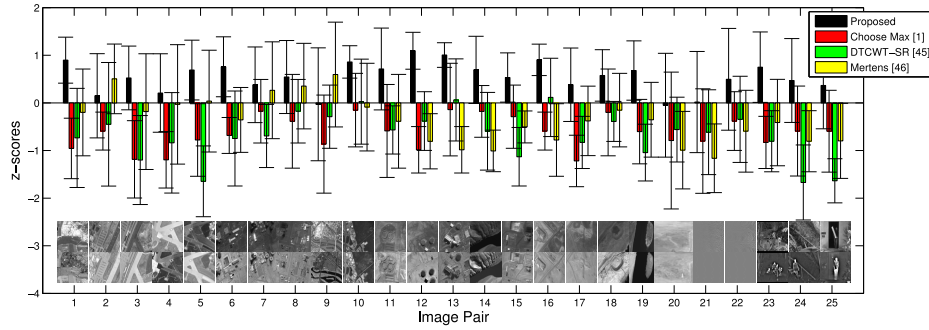 2
1
0
−1
−2
−3
−4
z-scores
Proposed
Choose Max [1]
DTCWT-SR [45]
Mertens [46]
1 2 3 4 5 6 7 8 9 10 11 12 13 14 15 16 17 18 19 20 21 22 23 24 25
Image Pair